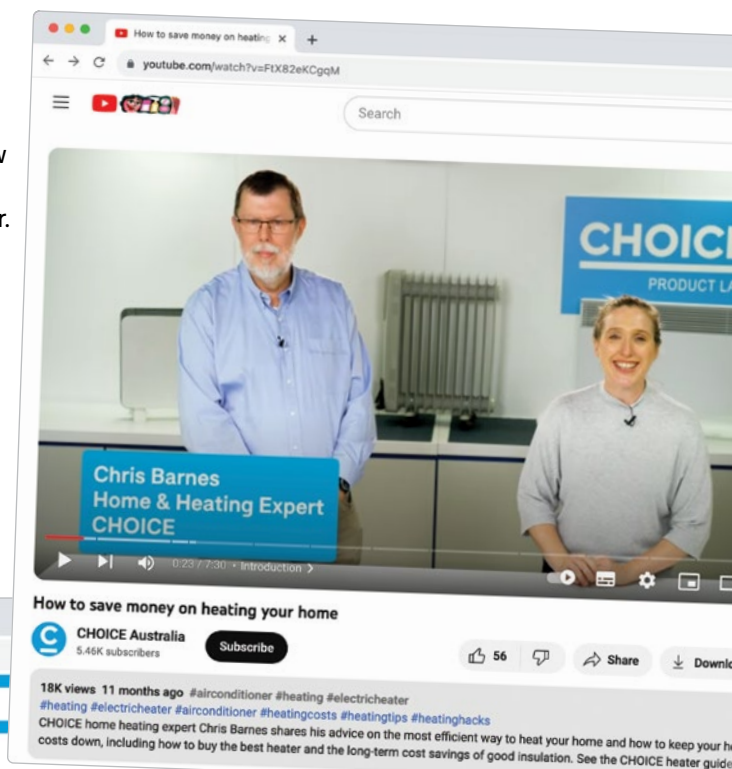 How to save money on heating
youtube.com/watch?v=FtX82eKCgqM
Search
r.
CHOICE
PRODUCT
Chris Barnes
Home & Heating Expert
CHOICE
0:23 / 7:30 • Introduction
How to save money on heating your home
CHOICE Australia
5.46K subscribers
Subscribe
56
Share
18K views 11 months ago #airconditioner #heating #electricheater
#heating #electricheater #airconditioner #heatingcosts #heatingtips #heatinghacks
CHOICE home heating expert Chris Barnes shares his advice on the most efficient way to heat your home and how to keep your
costs down, including how to buy the best heater and the long-term cost savings of good insulation. See the CHOICE heater guide